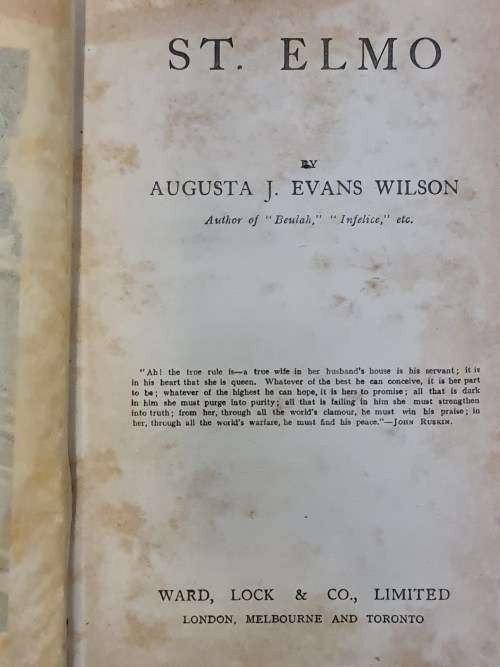 ST. ELMO
BY
AUGUSTA J. EVANS WILSON
Author of "Beulah," "Infelice," etc.
"Ah! the true rule is—a true wife in her husband's house is his servant; it is
in his heart that she is queen. Whatever of the best he can conceive, it is her part
to be; whatever of the highest he can hope, it is hers to promise; all that is dark
in him she must purge into purity; all that is failing in him she must strengthen
into truth; from her, through all the world's clamour, he must win his praise; in
her, through all the world's warfare, he must find his peace."—JOHN RUSKIN.
WARD, LOCK & CO., LIMITED
LONDON, MELBOURNE AND TORONTO